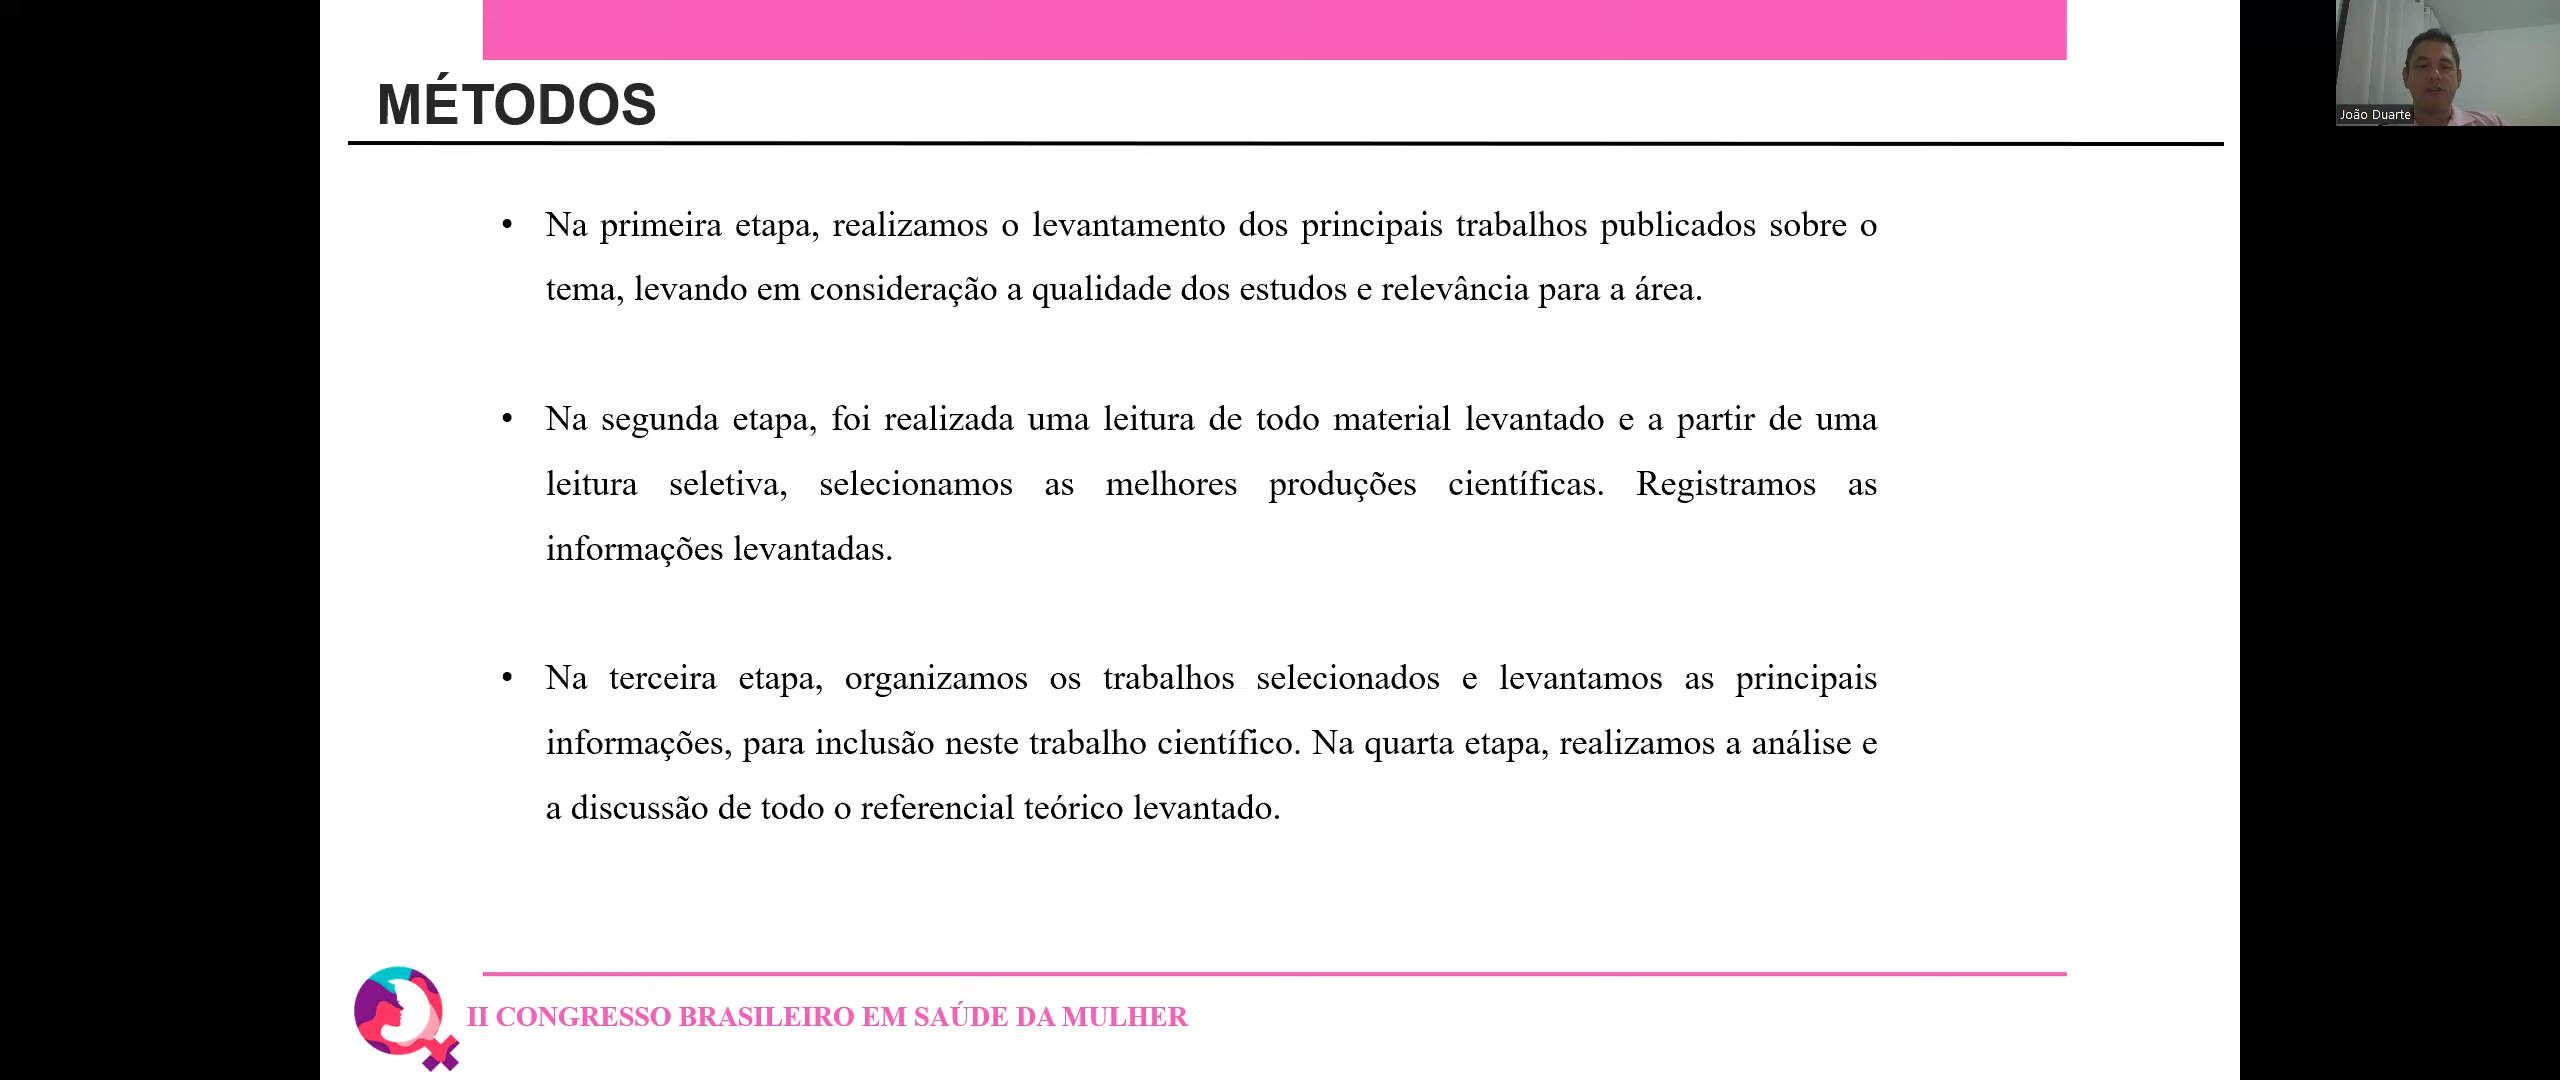 MÉTODOS
João Duarte
• Na primeira etapa, realizamos o levantamento dos principais trabalhos publicados sobre o
tema, levando em consideração a qualidade dos estudos e relevância para a área.
• Na segunda etapa, foi realizada uma leitura de todo material levantado e a partir de uma
leitura seletiva, selecionamos as melhores produções científicas. Registramos as
informações levantadas.
• Na terceira etapa, organizamos os trabalhos selecionados e levantamos as principais
informações, para inclusão neste trabalho científico. Na quarta etapa, realizamos a análise e
a discussão de todo o referencial teórico levantado.
II CONGRESSO BRASILEIRO EM SAÚDE DA MULHER